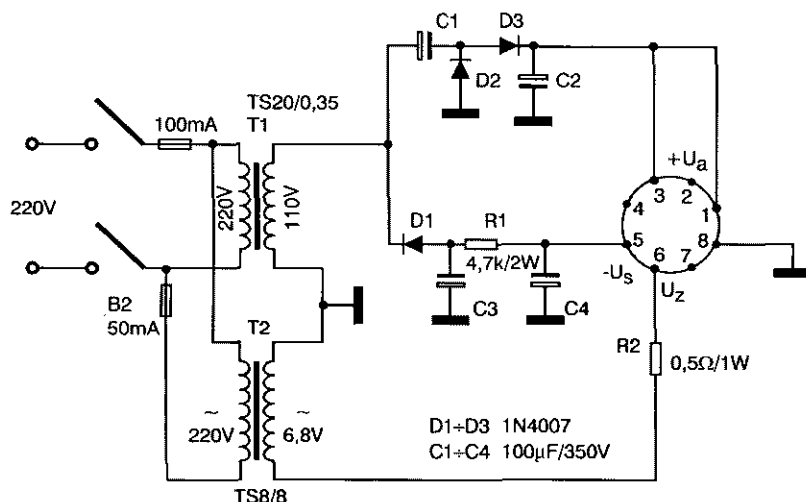 C1
D3
D2
C2
TS20/0,35
T1
100mA
220V
110V
220V
+Ua
4
3
2
1
5
6
7
8
-Us
Uz
D1
R1
4,7k/2W
C3
C4
B2
50mA
T2
R2
0,5Ω/1W
~
220V
~
6,8V
D1÷D3 1N4007
C1÷C4 100µF/350V
TS8/8